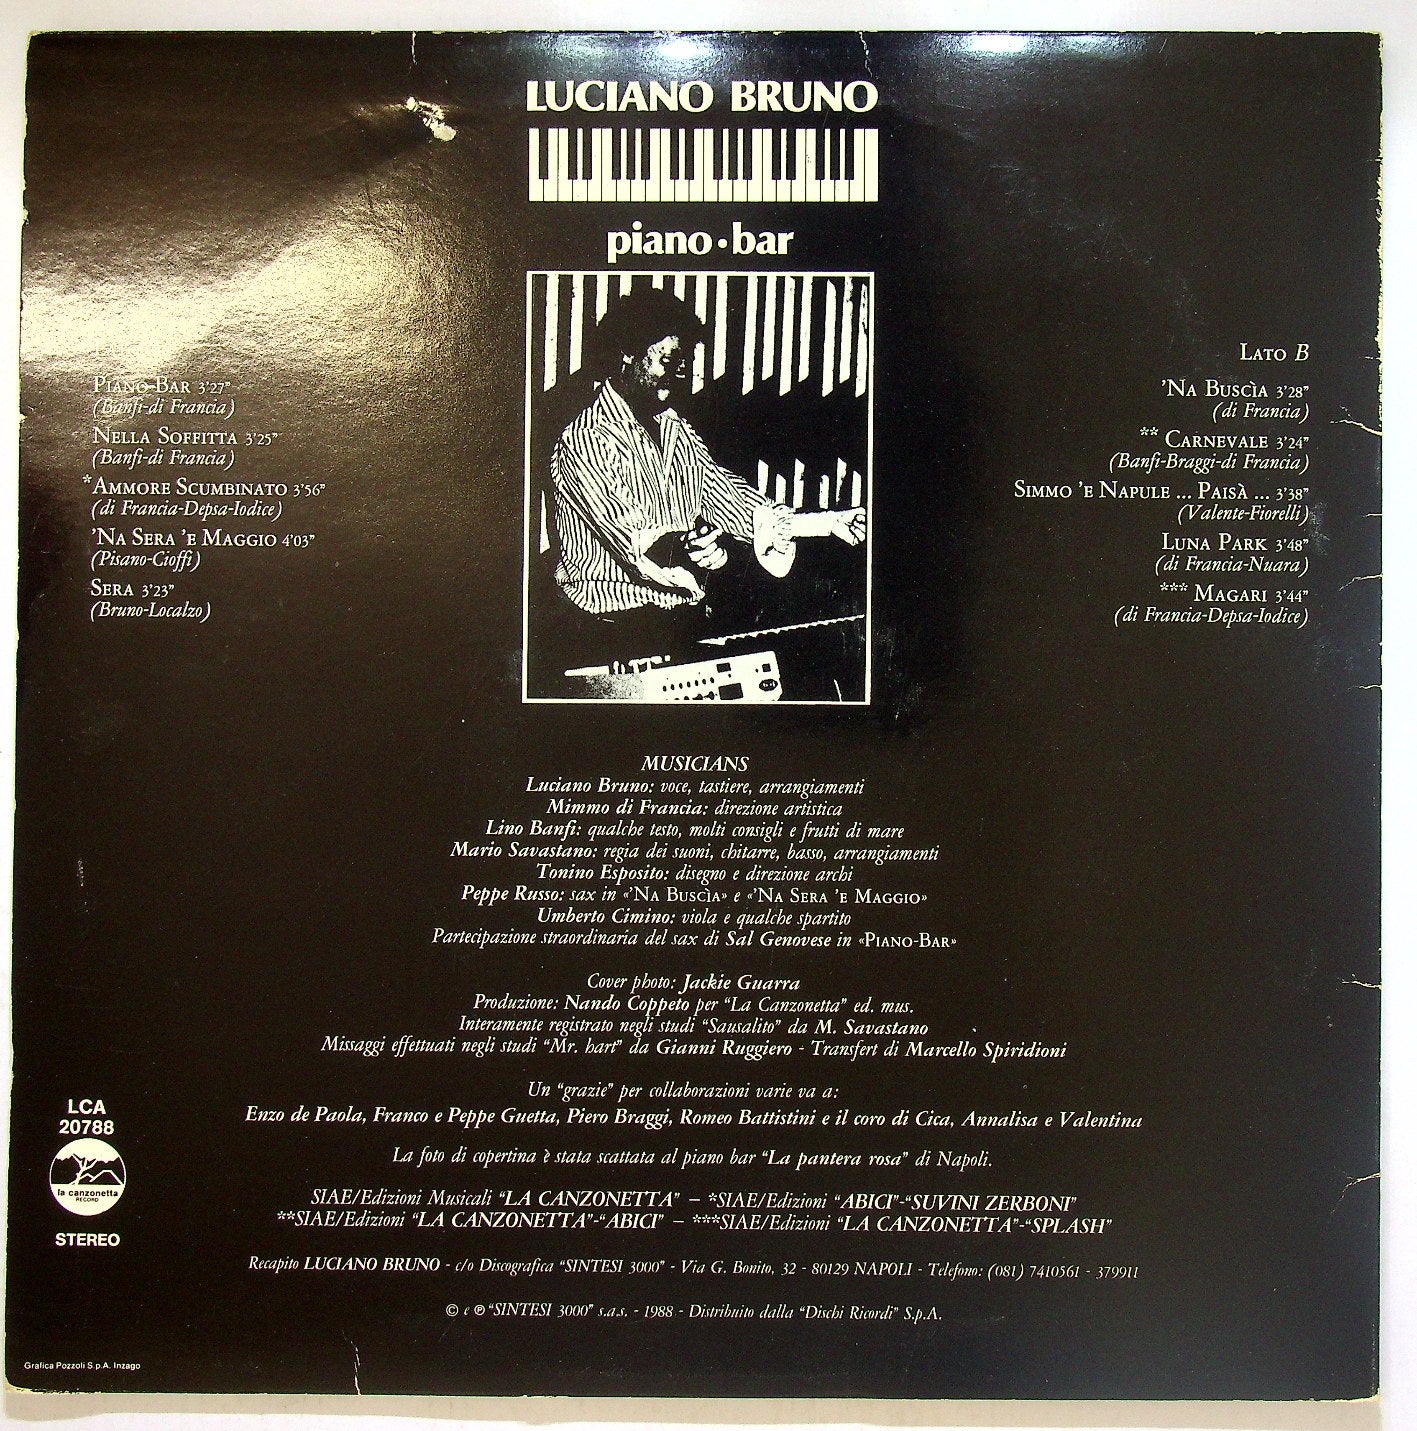 LUCIANO BRUNO
piano·bar
PIANO-BAR 3'27"
(Banfi-di Francia)
NELLA SOFFITTA 3'25"
(Banfi-di Francia)
*AMMORE SCUMBINATO 3'56"
(di Francia-Depsa-Iodice)
'NA SERA 'E MAGGIO 4'03"
(Pisano-Cioffi)
SERA 3'23"
(Bruno-Localzo)
LATO B
'NA BUSCÌA 3'28"
(di Francia)
** CARNEVALE 3'24"
(Banfi-Braggi-di Francia)
SIMMO 'E NAPULE ... PAISÀ ... 3'38"
(Valente-Fiorelli)
LUNA PARK 3'48"
(di Francia-Nuara)
*** MAGARI 3'44"
(di Francia-Depsa-Iodice)
MUSICIANS
Luciano Bruno: voce, tastiere, arrangiamenti
Mimmo di Francia: direzione artistica
Lino Banfi: qualche testo, molti consigli e frutti di mare
Mario Savastano: regia dei suoni, chitarre, basso, arrangiamenti
Tonino Esposito: disegno e direzione archi
Peppe Russo: sax in «'NA BUSCÌA» e «'NA SERA 'E MAGGIO»
Umberto Cimino: viola e qualche spartito
Partecipazione straordinaria del sax di Sal Genovese in «PIANO-BAR»
Cover photo: Jackie Guarra
Produzione: Nando Coppeto per "La Canzonetta" ed. mus.
Interamente registrato negli studi "Sausalito" da M. Savastano
Missaggi effettuati negli studi "Mr. hart" da Gianni Ruggiero - Transfert di Marcello Spiridioni
Un "grazie" per collaborazioni varie va a:
Enzo de Paola, Franco e Peppe Guetta, Piero Braggi, Romeo Battistini e il coro di Cica, Annalisa e Valentina
La foto di copertina è stata scattata al piano bar "La pantera rosa" di Napoli.
SIAE/Edizioni Musicali "LA CANZONETTA" – *SIAE/Edizioni "ABICI"-"SUVINI ZERBONI"
**SIAE/Edizioni "LA CANZONETTA"-"ABICI" – ***SIAE/Edizioni "LA CANZONETTA"-"SPLASH"
Recapito LUCIANO BRUNO - c/o Discografica "SINTESI 3000" - Via G. Bonito, 32 - 80129 NAPOLI - Telefono: (081) 7410561 - 379911
© e ℗ "SINTESI 3000" s.a.s. - 1988 - Distribuito dalla "Dischi Ricordi" S.p.A.
LCA
20788
la canzonetta
RECORD
STEREO
Grafica Pozzoli S.p.A. Inzago